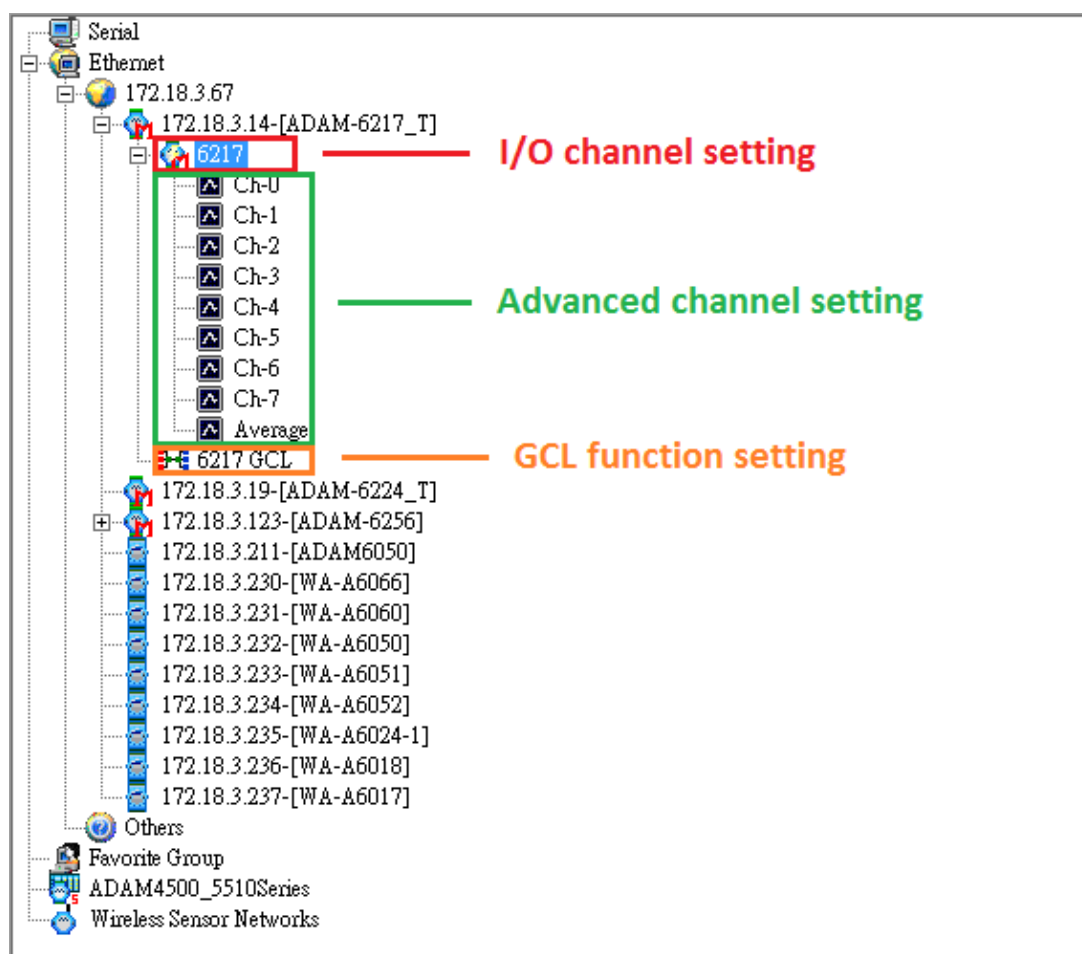 Serial
Ethernet
172.18.3.67
172.18.3.14-[ADAM-6217_T]
6217
I/O channel setting
Ch-0
Ch-1
Ch-2
Ch-3
Ch-4
Advanced channel setting
Ch-5
Ch-6
Ch-7
Average
6217 GCL
GCL function setting
172.18.3.19-[ADAM-6224_T]
172.18.3.123-[ADAM-6256]
172.18.3.211-[ADAM6050]
172.18.3.230-[WA-A6066]
172.18.3.231-[WA-A6060]
172.18.3.232-[WA-A6050]
172.18.3.233-[WA-A6051]
172.18.3.234-[WA-A6052]
172.18.3.235-[WA-A6024-1]
172.18.3.236-[WA-A6018]
172.18.3.237-[WA-A6017]
Others
Favorite Group
ADAM4500_5510Series
Wireless Sensor Networks